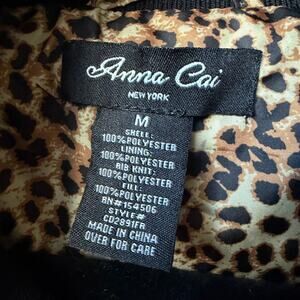 Anna Cai
NEW YORK
M
SHELL:
100%POLYESTER
LINING:
100%POLYESTER
RIB KNIT:
100%POLYESTER
FILL:
100%POLYESTER
RN#154506
STYLE#
CD2891FR
MADE IN CHINA
OVER FOR CARE